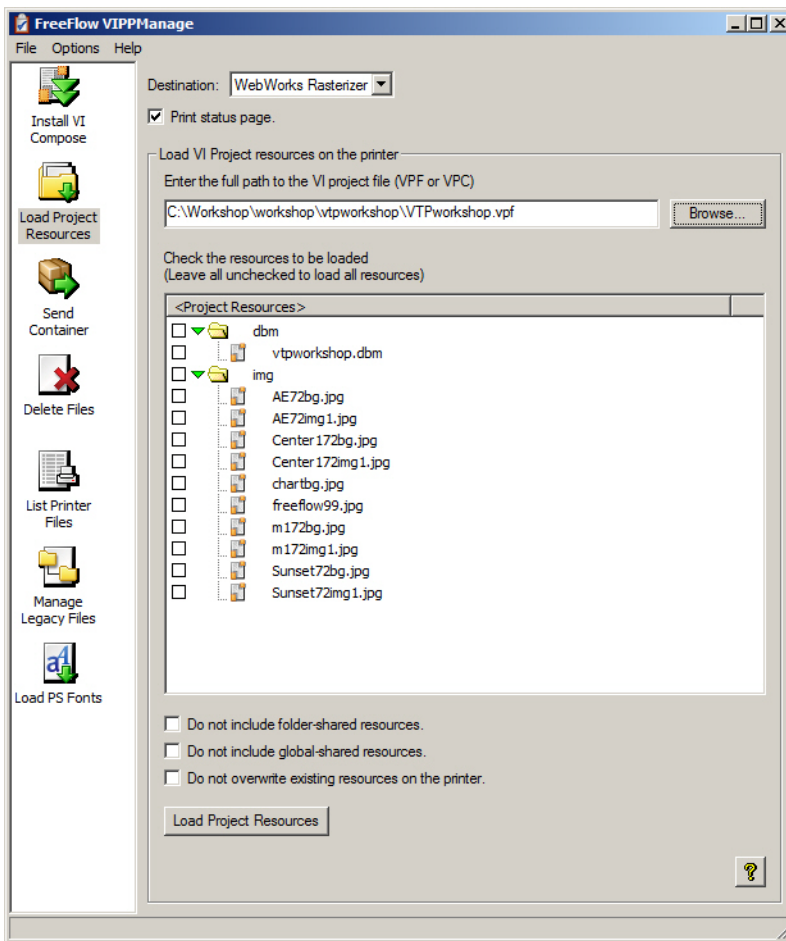 FreeFlow VIPPManage
File Options Help
Install VI
Compose
Load Project
Resources
Send
Container
Delete Files
List Printer
Files
Manage
Legacy Files
Load PS Fonts
Destination: WebWorks Rasterizer
Print status page.
Load VI Project resources on the printer
Enter the full path to the VI project file (VPF or VPC)
C:\Workshop\workshop\vtpworkshop\VTPworkshop.vpf Browse...
Check the resources to be loaded
(Leave all unchecked to load all resources)
<Project Resources>
dbm
vtpworkshop.dbm
img
AE72bg.jpg
AE72img1.jpg
Center172bg.jpg
Center172img1.jpg
chartbg.jpg
freeflow99.jpg
m172bg.jpg
m172img1.jpg
Sunset72bg.jpg
Sunset72img1.jpg
Do not include folder-shared resources.
Do not include global-shared resources.
Do not overwrite existing resources on the printer.
Load Project Resources
?